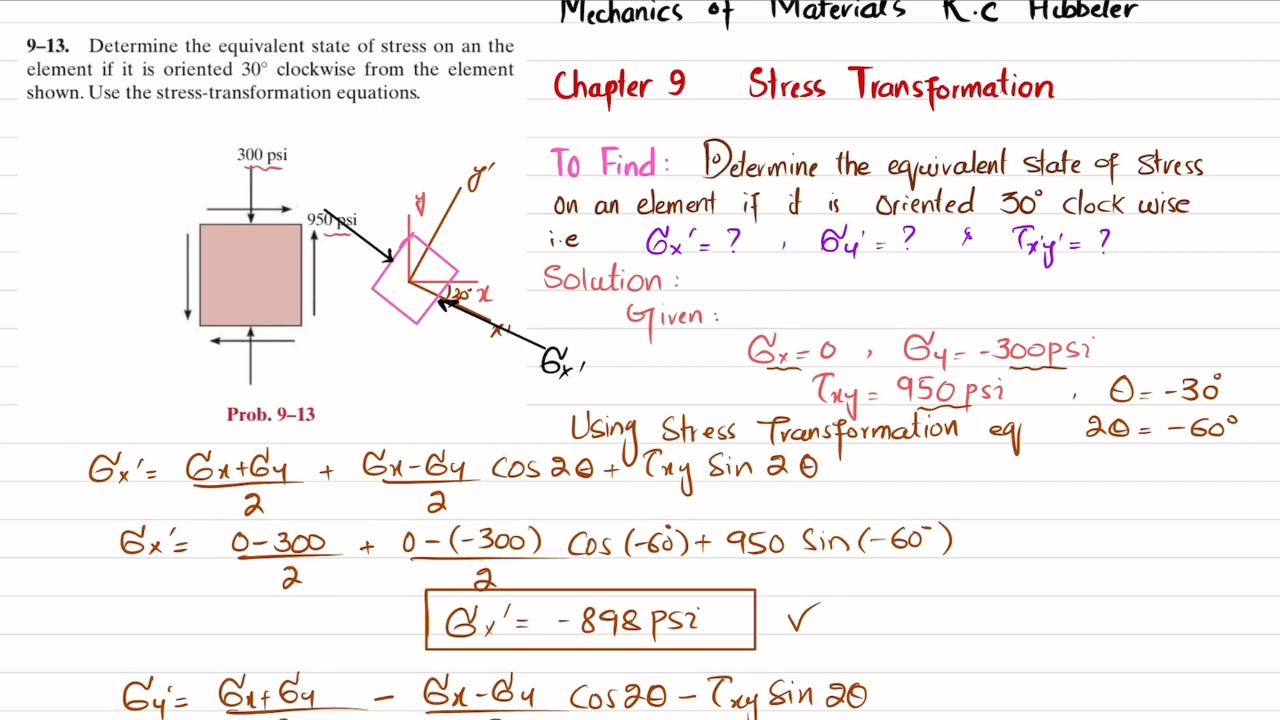 Mechanics of Materials R.C Hibbeler
9–13. Determine the equivalent state of stress on an the
element if it is oriented 30° clockwise from the element
shown. Use the stress-transformation equations.
300 psi
950 psi
Prob. 9–13
y'
y
30° x
x'
σx'
Chapter 9 Stress Transformation
To Find: Determine the equivalent state of stress
on an element if it is oriented 30° clock wise
i.e σx' = ? , σy' = ? & τx'y' = ?
Solution :
Given :
σx = 0 , σy = -300psi
τxy = 950 psi , θ = -30°
Using Stress Transformation eq 2θ = -60°
σx' = σx+σy/2 + σx-σy/2 cos 2θ + τxy sin 2θ
σx' = 0-300/2 + 0-(-300)/2 cos(-60°) + 950 sin(-60°)
σx' = -898 psi ✓
σy' = σx+σy - σx-σy cos2θ - τxy sin 2θ